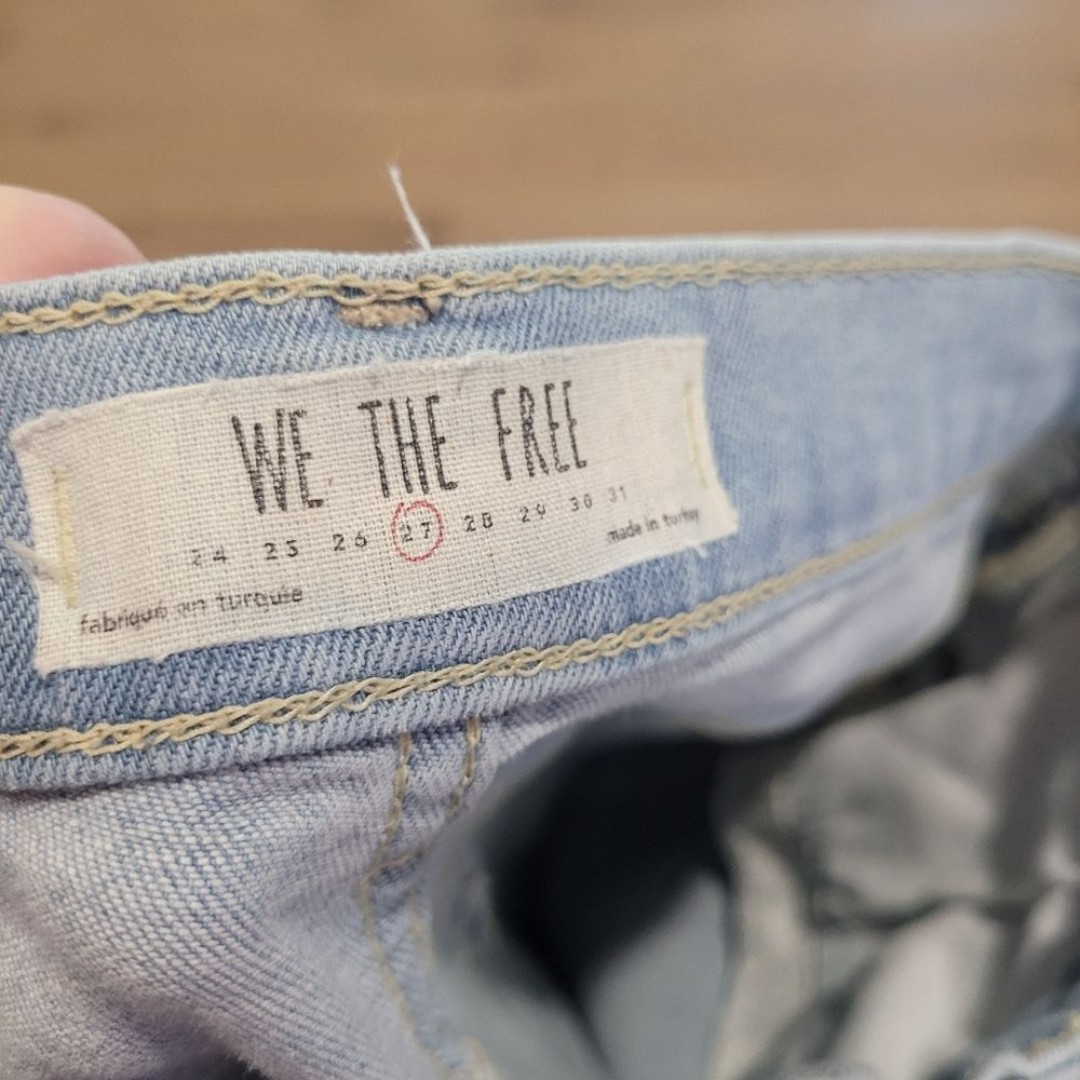 WE THE FREE
24 25 26 27 28 29 30 31
made in turkey
fabriqué en turquie